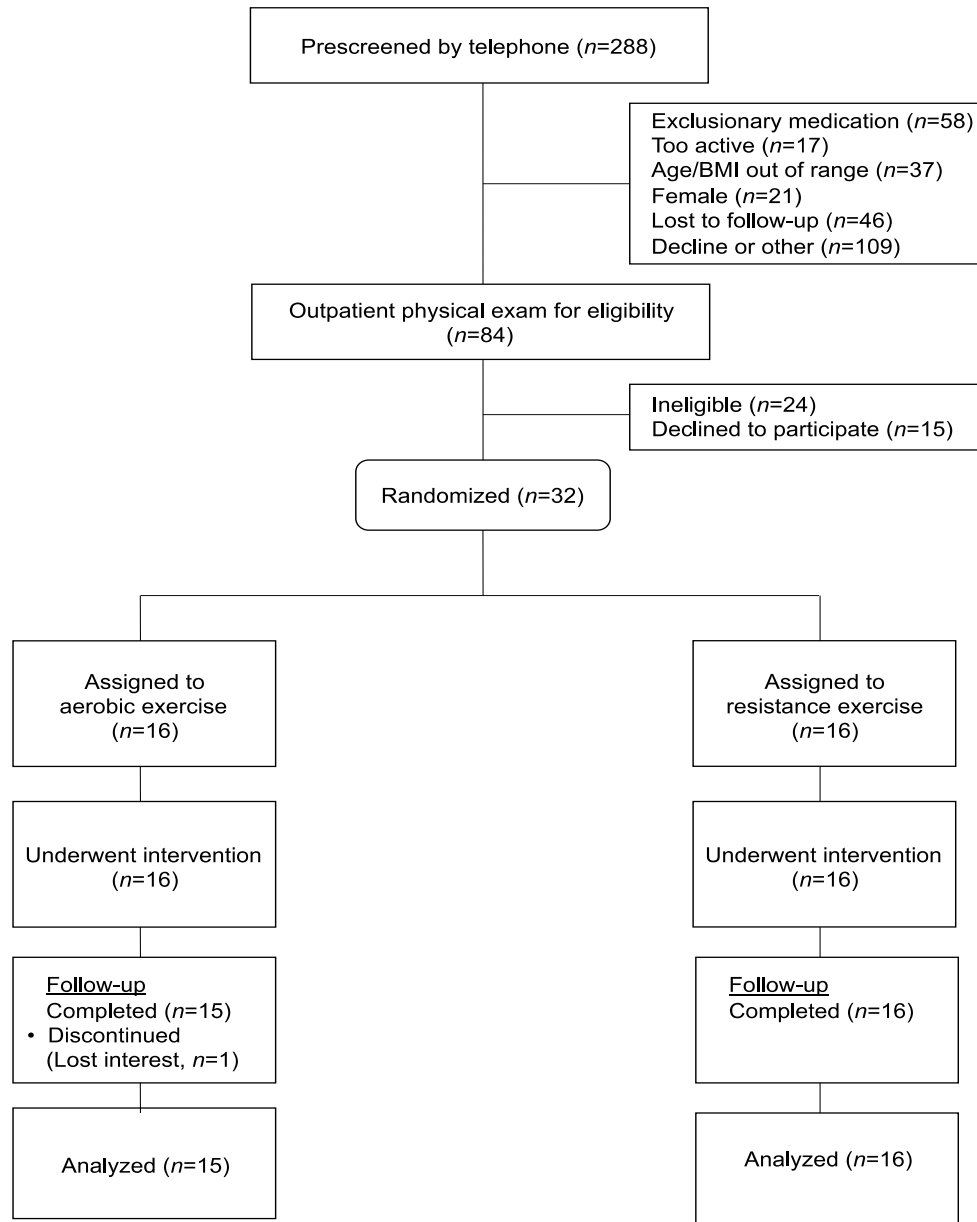 Prescreened by telephone (n=288)
Exclusionary medication (n=58)
Too active (n=17)
Age/BMI out of range (n=37)
Female (n=21)
Lost to follow-up (n=46)
Decline or other (n=109)
Outpatient physical exam for eligibility
(n=84)
Ineligible (n=24)
Declined to participate (n=15)
Randomized (n=32)
Assigned to
aerobic exercise
(n=16)
Assigned to
resistance exercise
(n=16)
Underwent intervention
(n=16)
Underwent intervention
(n=16)
Follow-up
Completed (n=15)
• Discontinued
(Lost interest, n=1)
Follow-up
Completed (n=16)
Analyzed (n=15)
Analyzed (n=16)